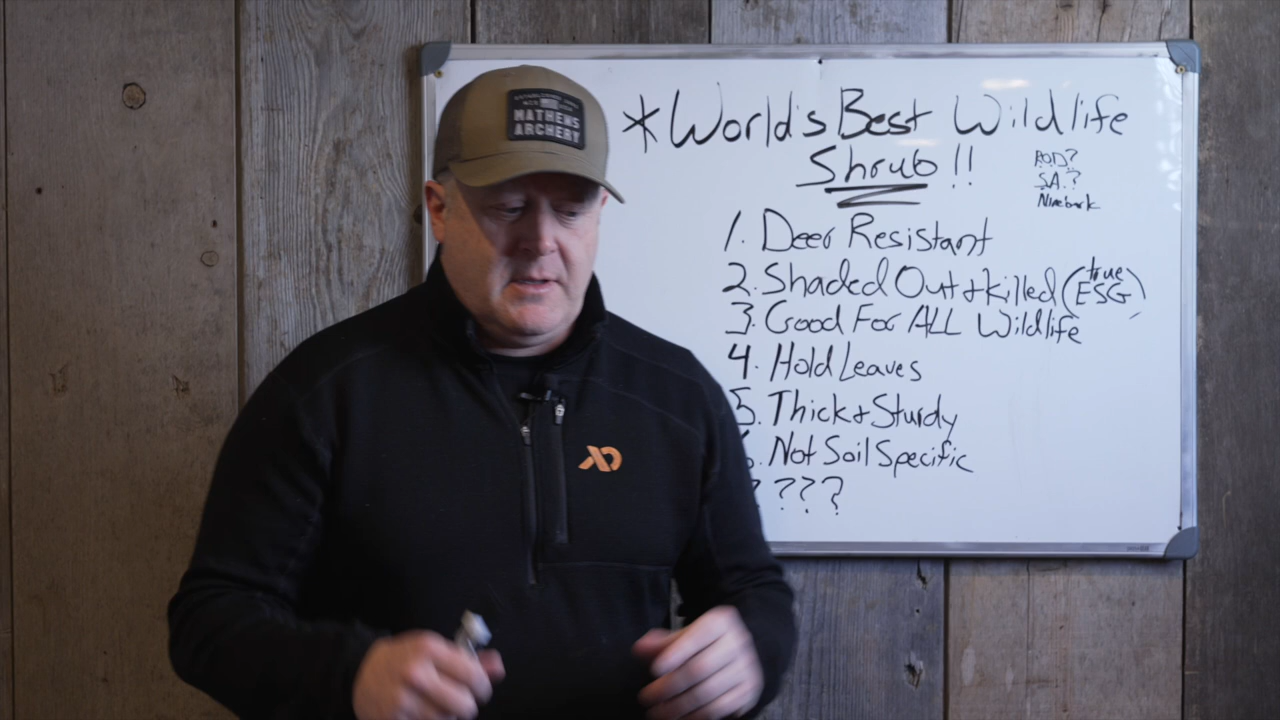 MATHEWS
ARCHERY
*World's Best Wildlife
Shrub!!
ROD?
S.A.?
Ninebark
1. Deer Resistant
2. Shaded Out + Killed (true ESG)
3. Good For ALL Wildlife
4. Hold Leaves
5. Thick + Sturdy
. Not Soil Specific
? ? ? ?